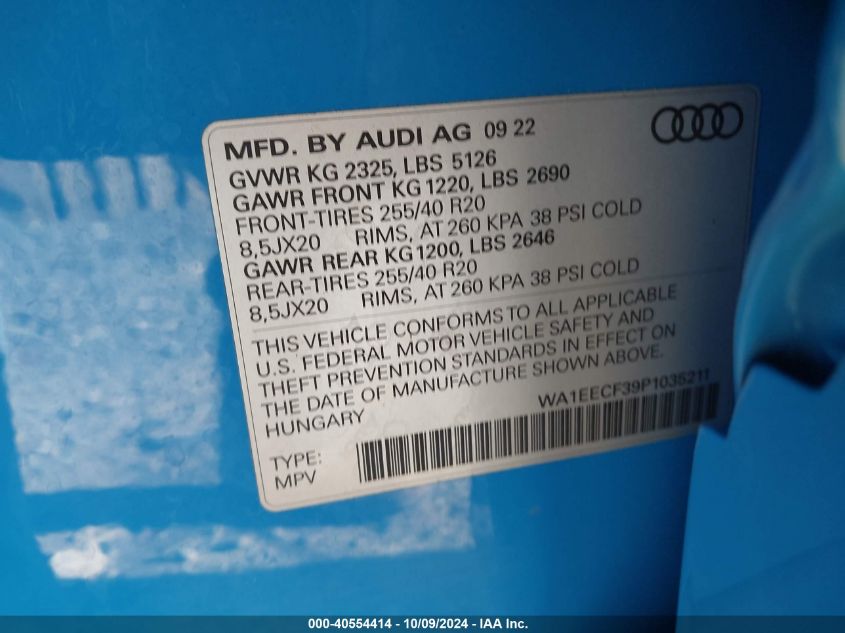 MFD. BY AUDI AG 09 22
GVWR KG 2325, LBS 5126
GAWR FRONT KG 1220, LBS 2690
FRONT-TIRES 255/40 R20
8,5JX20 RIMS, AT 260 KPA 38 PSI COLD
GAWR REAR KG 1200, LBS 2646
REAR-TIRES 255/40 R20
8,5JX20 RIMS, AT 260 KPA 38 PSI COLD
THIS VEHICLE CONFORMS TO ALL APPLICABLE
U.S. FEDERAL MOTOR VEHICLE SAFETY AND
THEFT PREVENTION STANDARDS IN EFFECT ON
THE DATE OF MANUFACTURE SHOWN ABOVE.
HUNGARY WA1EECF39P1035211
TYPE:
MPV
000-40554414 - 10/09/2024 - IAA Inc.